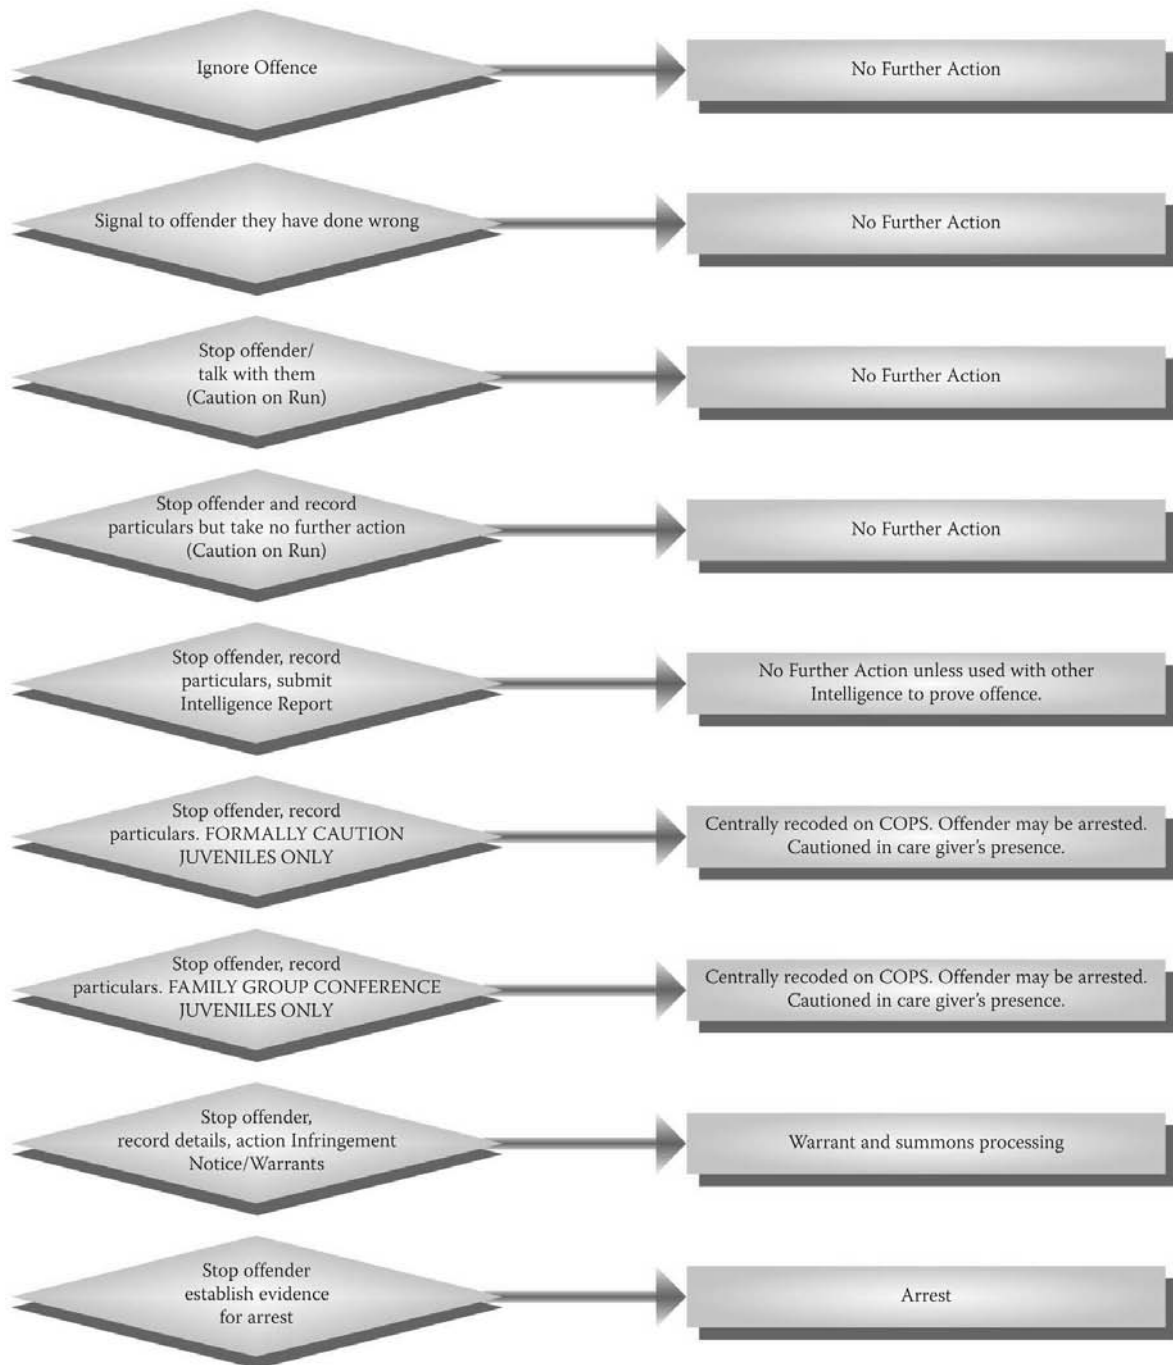 Ignore Offence
No Further Action
Signal to offender they have done wrong
No Further Action
Stop offender/
talk with them
(Caution on Run)
No Further Action
Stop offender and record
particulars but take no further action
(Caution on Run)
No Further Action
Stop offender, record
particulars, submit
Intelligence Report
No Further Action unless used with other
Intelligence to prove offence.
Stop offender, record
particulars. FORMALLY CAUTION
JUVENILES ONLY
Centrally recoded on COPS. Offender may be arrested.
Cautioned in care giver's presence.
Stop offender, record
particulars. FAMILY GROUP CONFERENCE
JUVENILES ONLY
Centrally recoded on COPS. Offender may be arrested.
Cautioned in care giver's presence.
Stop offender,
record details, action Infringement
Notice/Warrants
Warrant and summons processing
Stop offender
establish evidence
for arrest
Arrest